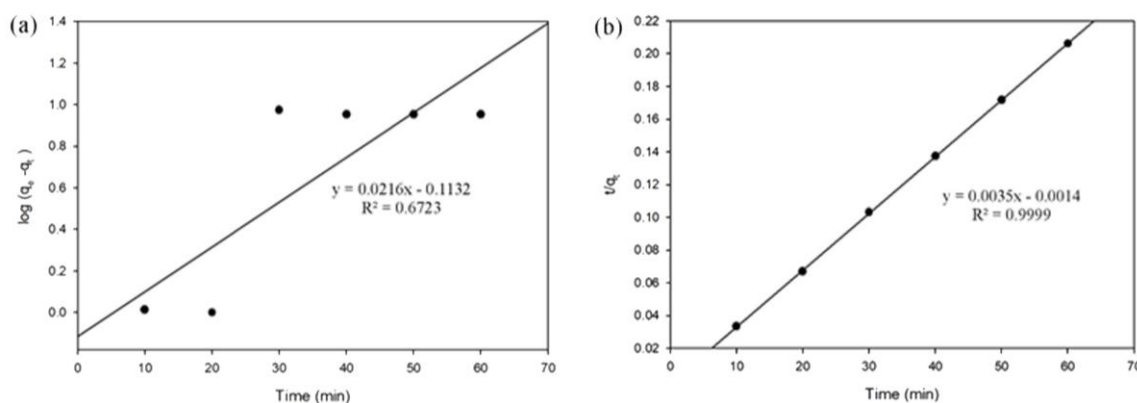 (a)
1.4
1.2
1.0
0.8
0.6
0.4
0.2
0.0
log (qₑ -qₜ)
y = 0.0216x - 0.1132
R² = 0.6723
0 10 20 30 40 50 60 70
Time (min)
(b)
0.22
0.20
0.18
0.16
0.14
0.12
0.10
0.08
0.06
0.04
0.02
t/qₜ
y = 0.0035x - 0.0014
R² = 0.9999
0 10 20 30 40 50 60 70
Time (min)